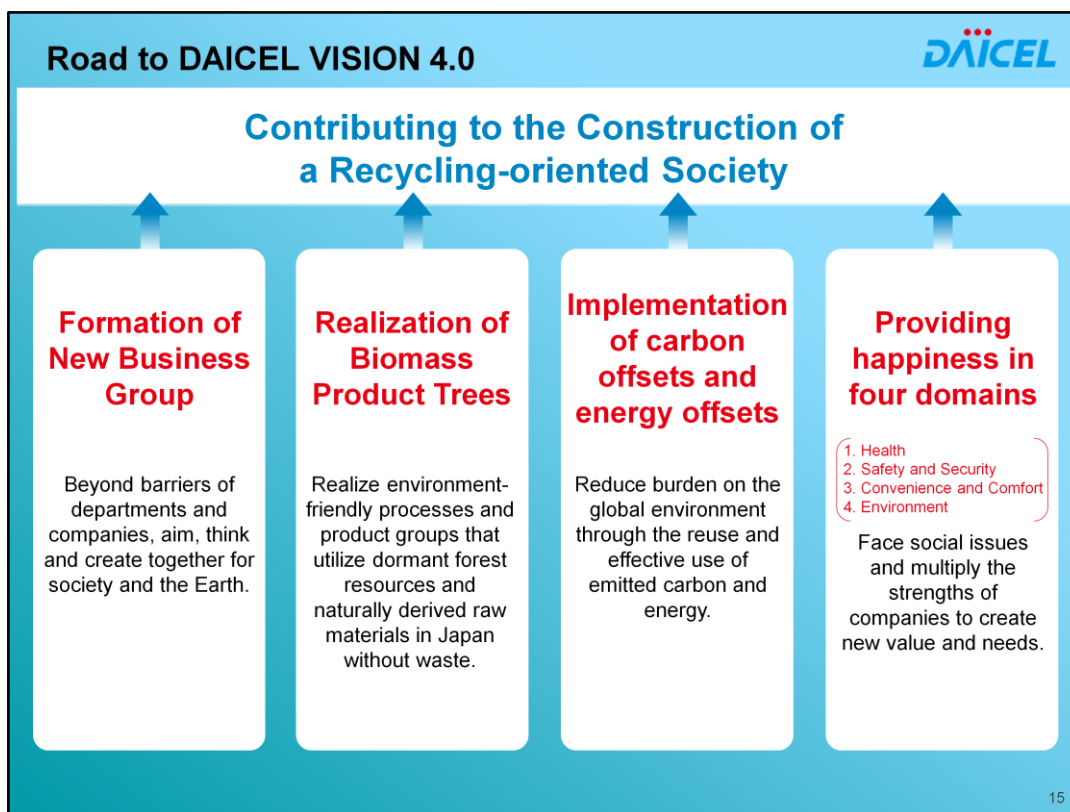 Road to DAICEL VISION 4.0
DAICEL
Contributing to the Construction of
a Recycling-oriented Society
Formation of
New Business
Group
Beyond barriers of
departments and
companies, aim, think
and create together for
society and the Earth.
Realization of
Biomass
Product Trees
Realize environment-
friendly processes and
product groups that
utilize dormant forest
resources and
naturally derived raw
materials in Japan
without waste.
Implementation
of carbon
offsets and
energy offsets
Reduce burden on the
global environment
through the reuse and
effective use of
emitted carbon and
energy.
Providing
happiness in
four domains
1. Health
2. Safety and Security
3. Convenience and Comfort
4. Environment
Face social issues
and multiply the
strengths of
companies to create
new value and needs.
15